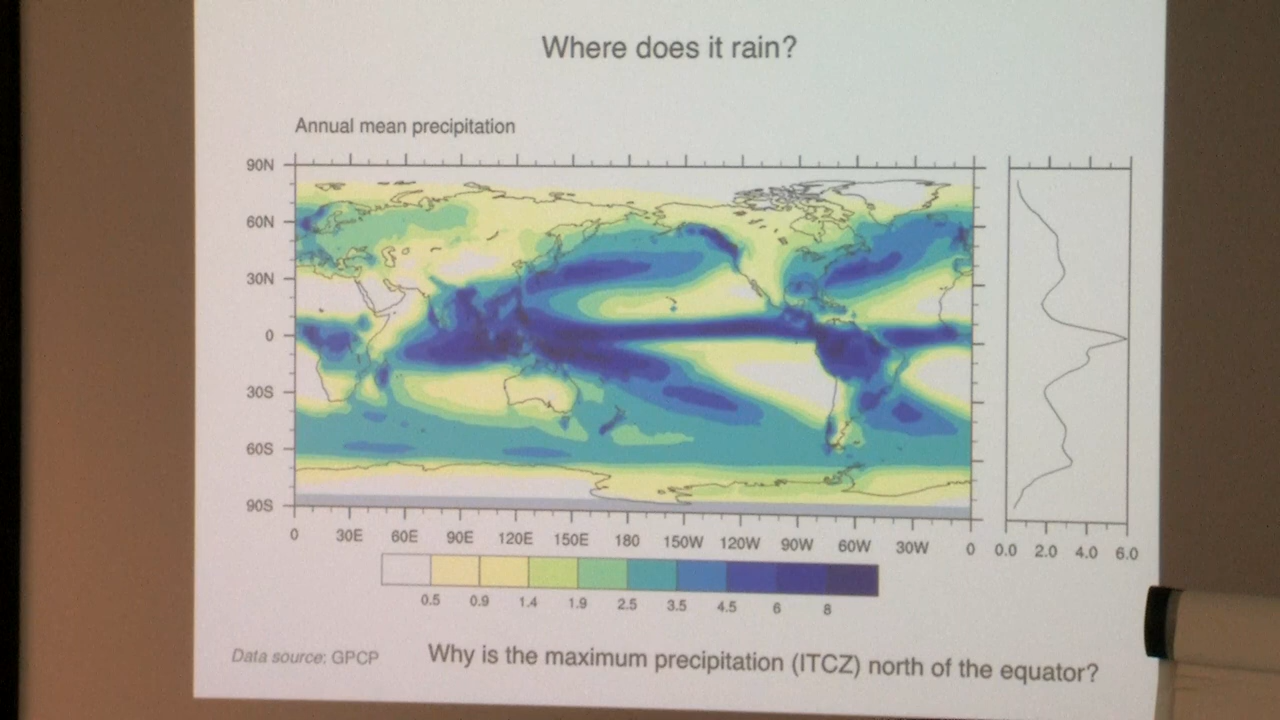 Where does it rain?
Annual mean precipitation
90N
60N
30N
0
30S
60S
90S
0 30E 60E 90E 120E 150E 180 150W 120W 90W 60W 30W 0
0.0 2.0 4.0 6.0
0.5 0.9 1.4 1.9 2.5 3.5 4.5 6 8
Data source: GPCP
Why is the maximum precipitation (ITCZ) north of the equator?